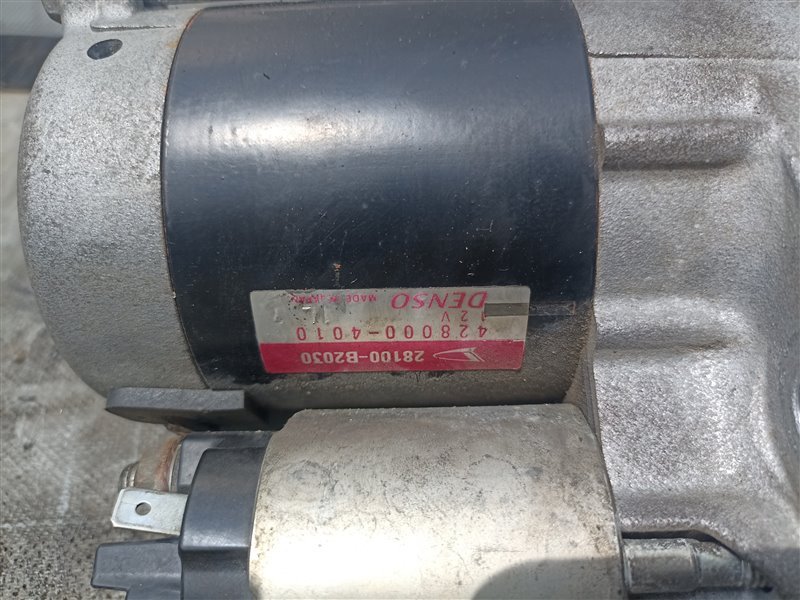 28100-B2030
428000-4010
12V
DENSO MADE IN JAPAN